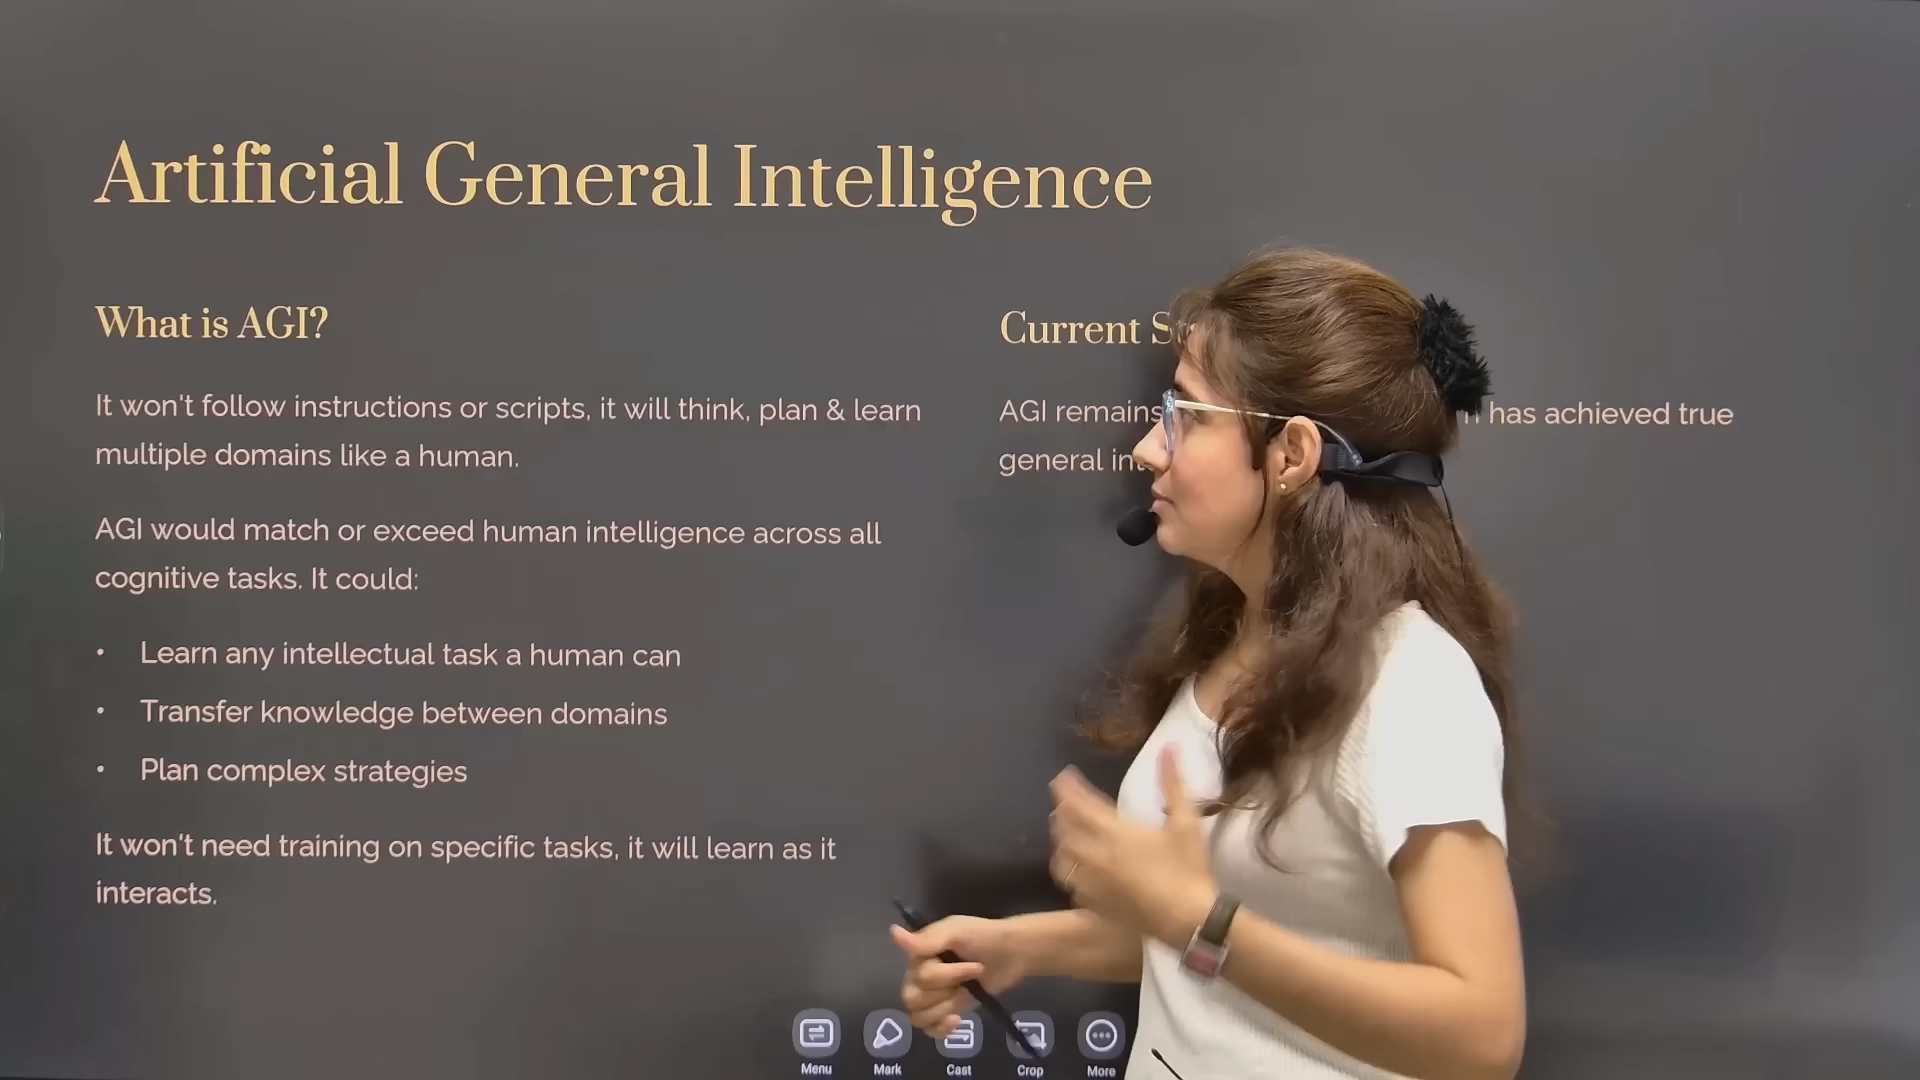 Artificial General Intelligence
What is AGI?
It won't follow instructions or scripts, it will think, plan & learn
multiple domains like a human.
AGI would match or exceed human intelligence across all
cognitive tasks. It could:
• Learn any intellectual task a human can
• Transfer knowledge between domains
• Plan complex strategies
It won't need training on specific tasks, it will learn as it
interacts.
Current
AGI remains has achieved true
general
Menu Mark Cast Crop More